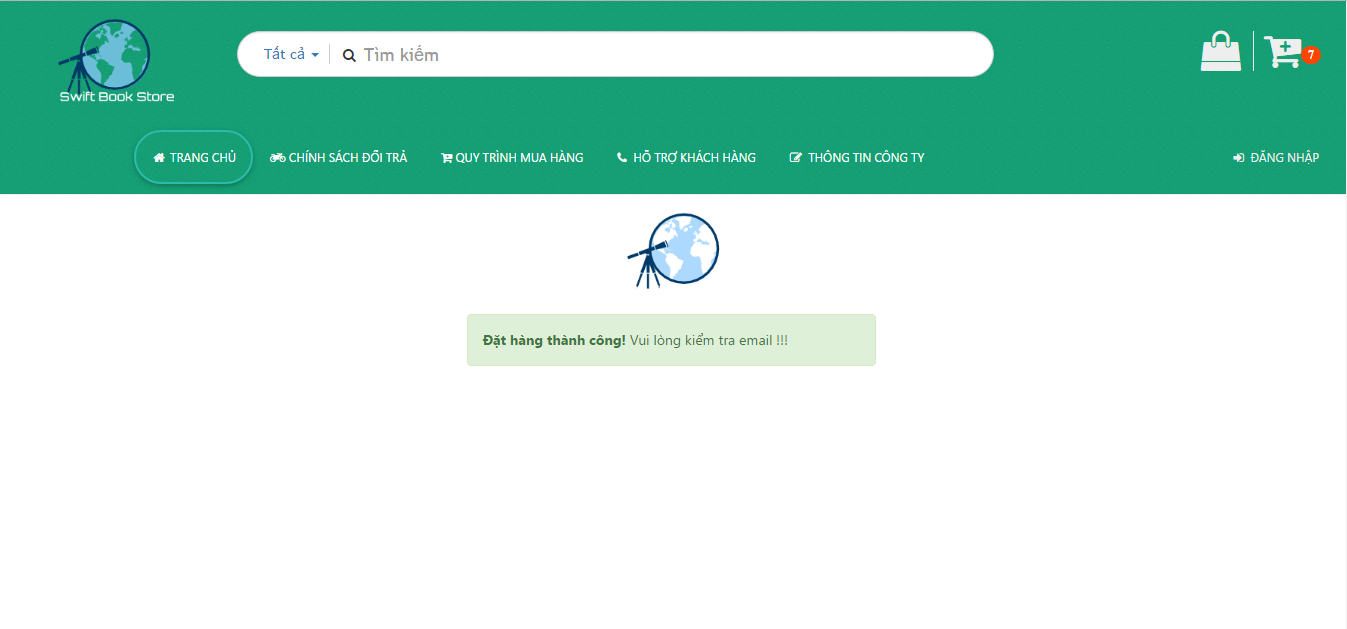 Swift Book Store
Tất cả
Tìm kiếm
7
TRANG CHỦ
CHÍNH SÁCH ĐỔI TRẢ
QUY TRÌNH MUA HÀNG
HỖ TRỢ KHÁCH HÀNG
THÔNG TIN CÔNG TY
ĐĂNG NHẬP
Đặt hàng thành công! Vui lòng kiểm tra email !!!